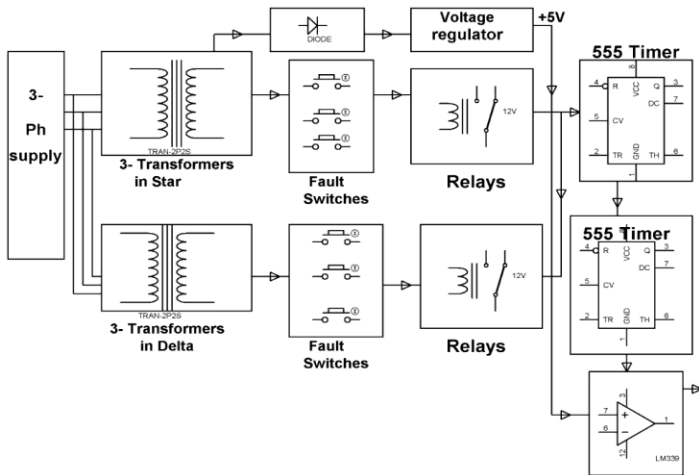 3-
Ph
supply
TRAN-2P2S
3- Transformers
in Star
DIODE
Voltage
regulator
+5V
Fault
Switches
12V
Relays
555 Timer
8
4
R
VCC
Q
3
DC
7
5
CV
2
TR
GND
TH
6
1
TRAN-2P2S
3- Transformers
in Delta
Fault
Switches
12V
Relays
555 Timer
4
R
VCC
Q
3
DC
7
5
CV
2
TR
GND
TH
6
1
3
7
+
6
−
1
12
LM339